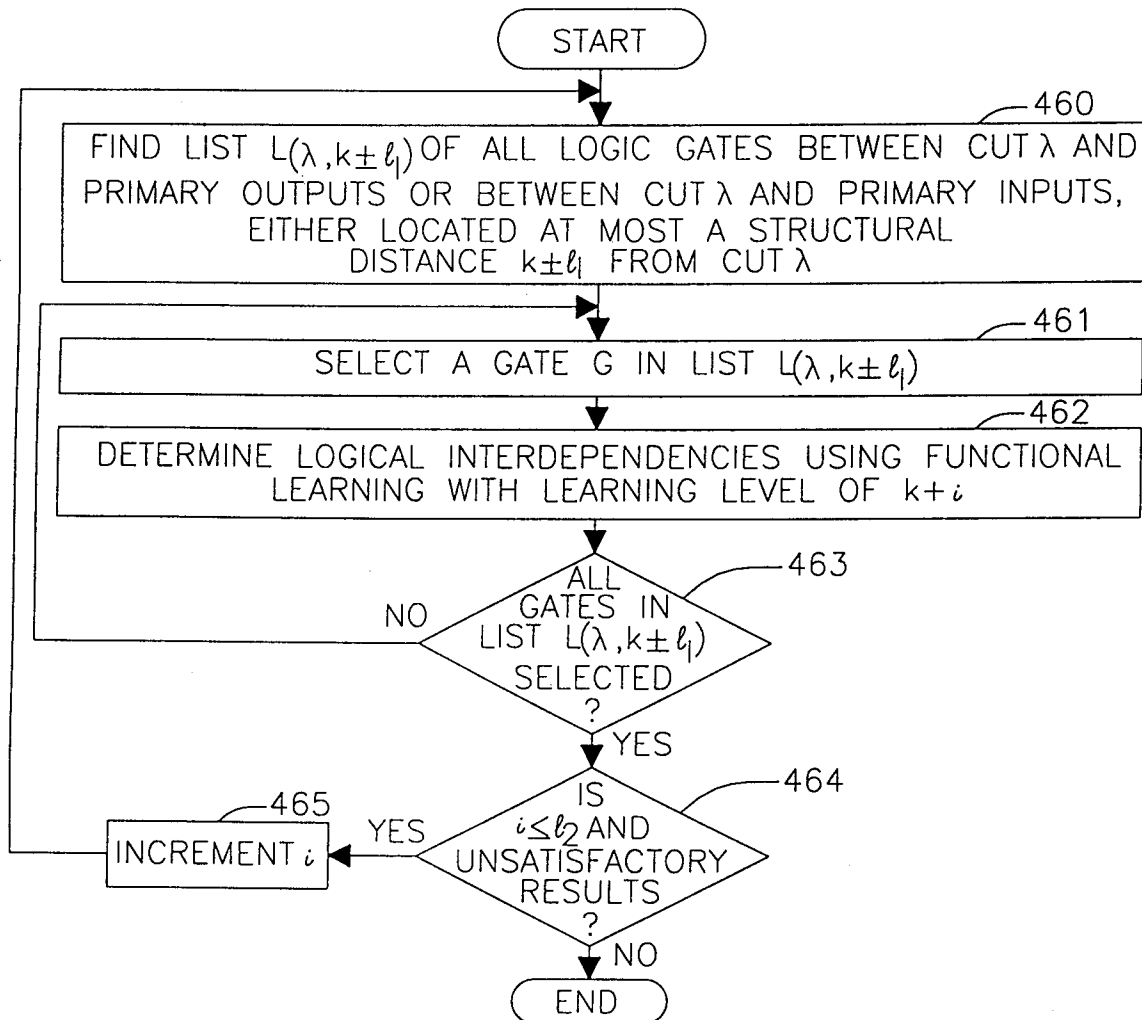 START
460
FIND LIST L(λ,k±ℓ₁) OF ALL LOGIC GATES BETWEEN CUT λ AND
PRIMARY OUTPUTS OR BETWEEN CUT λ AND PRIMARY INPUTS,
EITHER LOCATED AT MOST A STRUCTURAL
DISTANCE k±ℓ₁ FROM CUT λ
461
SELECT A GATE G IN LIST L(λ,k±ℓ₁)
462
DETERMINE LOGICAL INTERDEPENDENCIES USING FUNCTIONAL
LEARNING WITH LEARNING LEVEL OF k+i
463
ALL
GATES IN
LIST L(λ,k±ℓ₁)
SELECTED
?
NO
YES
464
IS
i≤ℓ₂ AND
UNSATISFACTORY
RESULTS
?
YES
465
INCREMENT i
NO
END